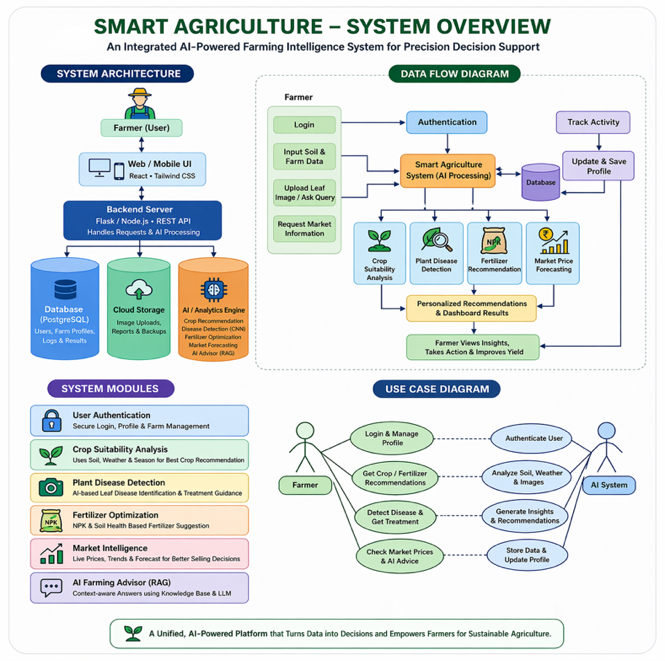 SMART AGRICULTURE – SYSTEM OVERVIEW
An Integrated AI-Powered Farming Intelligence System for Precision Decision Support
SYSTEM ARCHITECTURE
Farmer (User)
Web / Mobile UI
React • Tailwind CSS
Backend Server
Flask / Node.js • REST API
Handles Requests & AI Processing
Database
(PostgreSQL)
Users, Farm Profiles,
Logs & Results
Cloud Storage
Image Uploads,
Reports & Backups
AI / Analytics Engine
Crop Recommendation
Disease Detection (CNN)
Fertilizer Optimization
Market Forecasting
AI Advisor (RAG)
DATA FLOW DIAGRAM
Farmer
Login
Input Soil &
Farm Data
Upload Leaf
Image / Ask Query
Request Market
Information
Authentication
Smart Agriculture
System (AI Processing)
Database
Track Activity
Update & Save
Profile
Crop
Suitability
Analysis
Plant Disease
Detection
NPK
Fertilizer
Recommendation
₹
Market Price
Forecasting
Personalized Recommendations
& Dashboard Results
Farmer Views Insights,
Takes Action & Improves Yield
SYSTEM MODULES
User Authentication
Secure Login, Profile & Farm Management
Crop Suitability Analysis
Uses Soil, Weather & Season for Best Crop Recommendation
Plant Disease Detection
AI-based Leaf Disease Identification & Treatment Guidance
NPK
Fertilizer Optimization
NPK & Soil Health Based Fertilizer Suggestion
Market Intelligence
Live Prices, Trends & Forecast for Better Selling Decisions
AI Farming Advisor (RAG)
Context-aware Answers using Knowledge Base & LLM
USE CASE DIAGRAM
Farmer
Login & Manage
Profile
Get Crop / Fertilizer
Recommendations
Detect Disease &
Get Treatment
Check Market Prices
& AI Advice
Authenticate User
Analyze Soil, Weather
& Images
Generate Insights
& Recommendations
Store Data &
Update Profile
AI System
A Unified, AI-Powered Platform that Turns Data into Decisions and Empowers Farmers for Sustainable Agriculture.